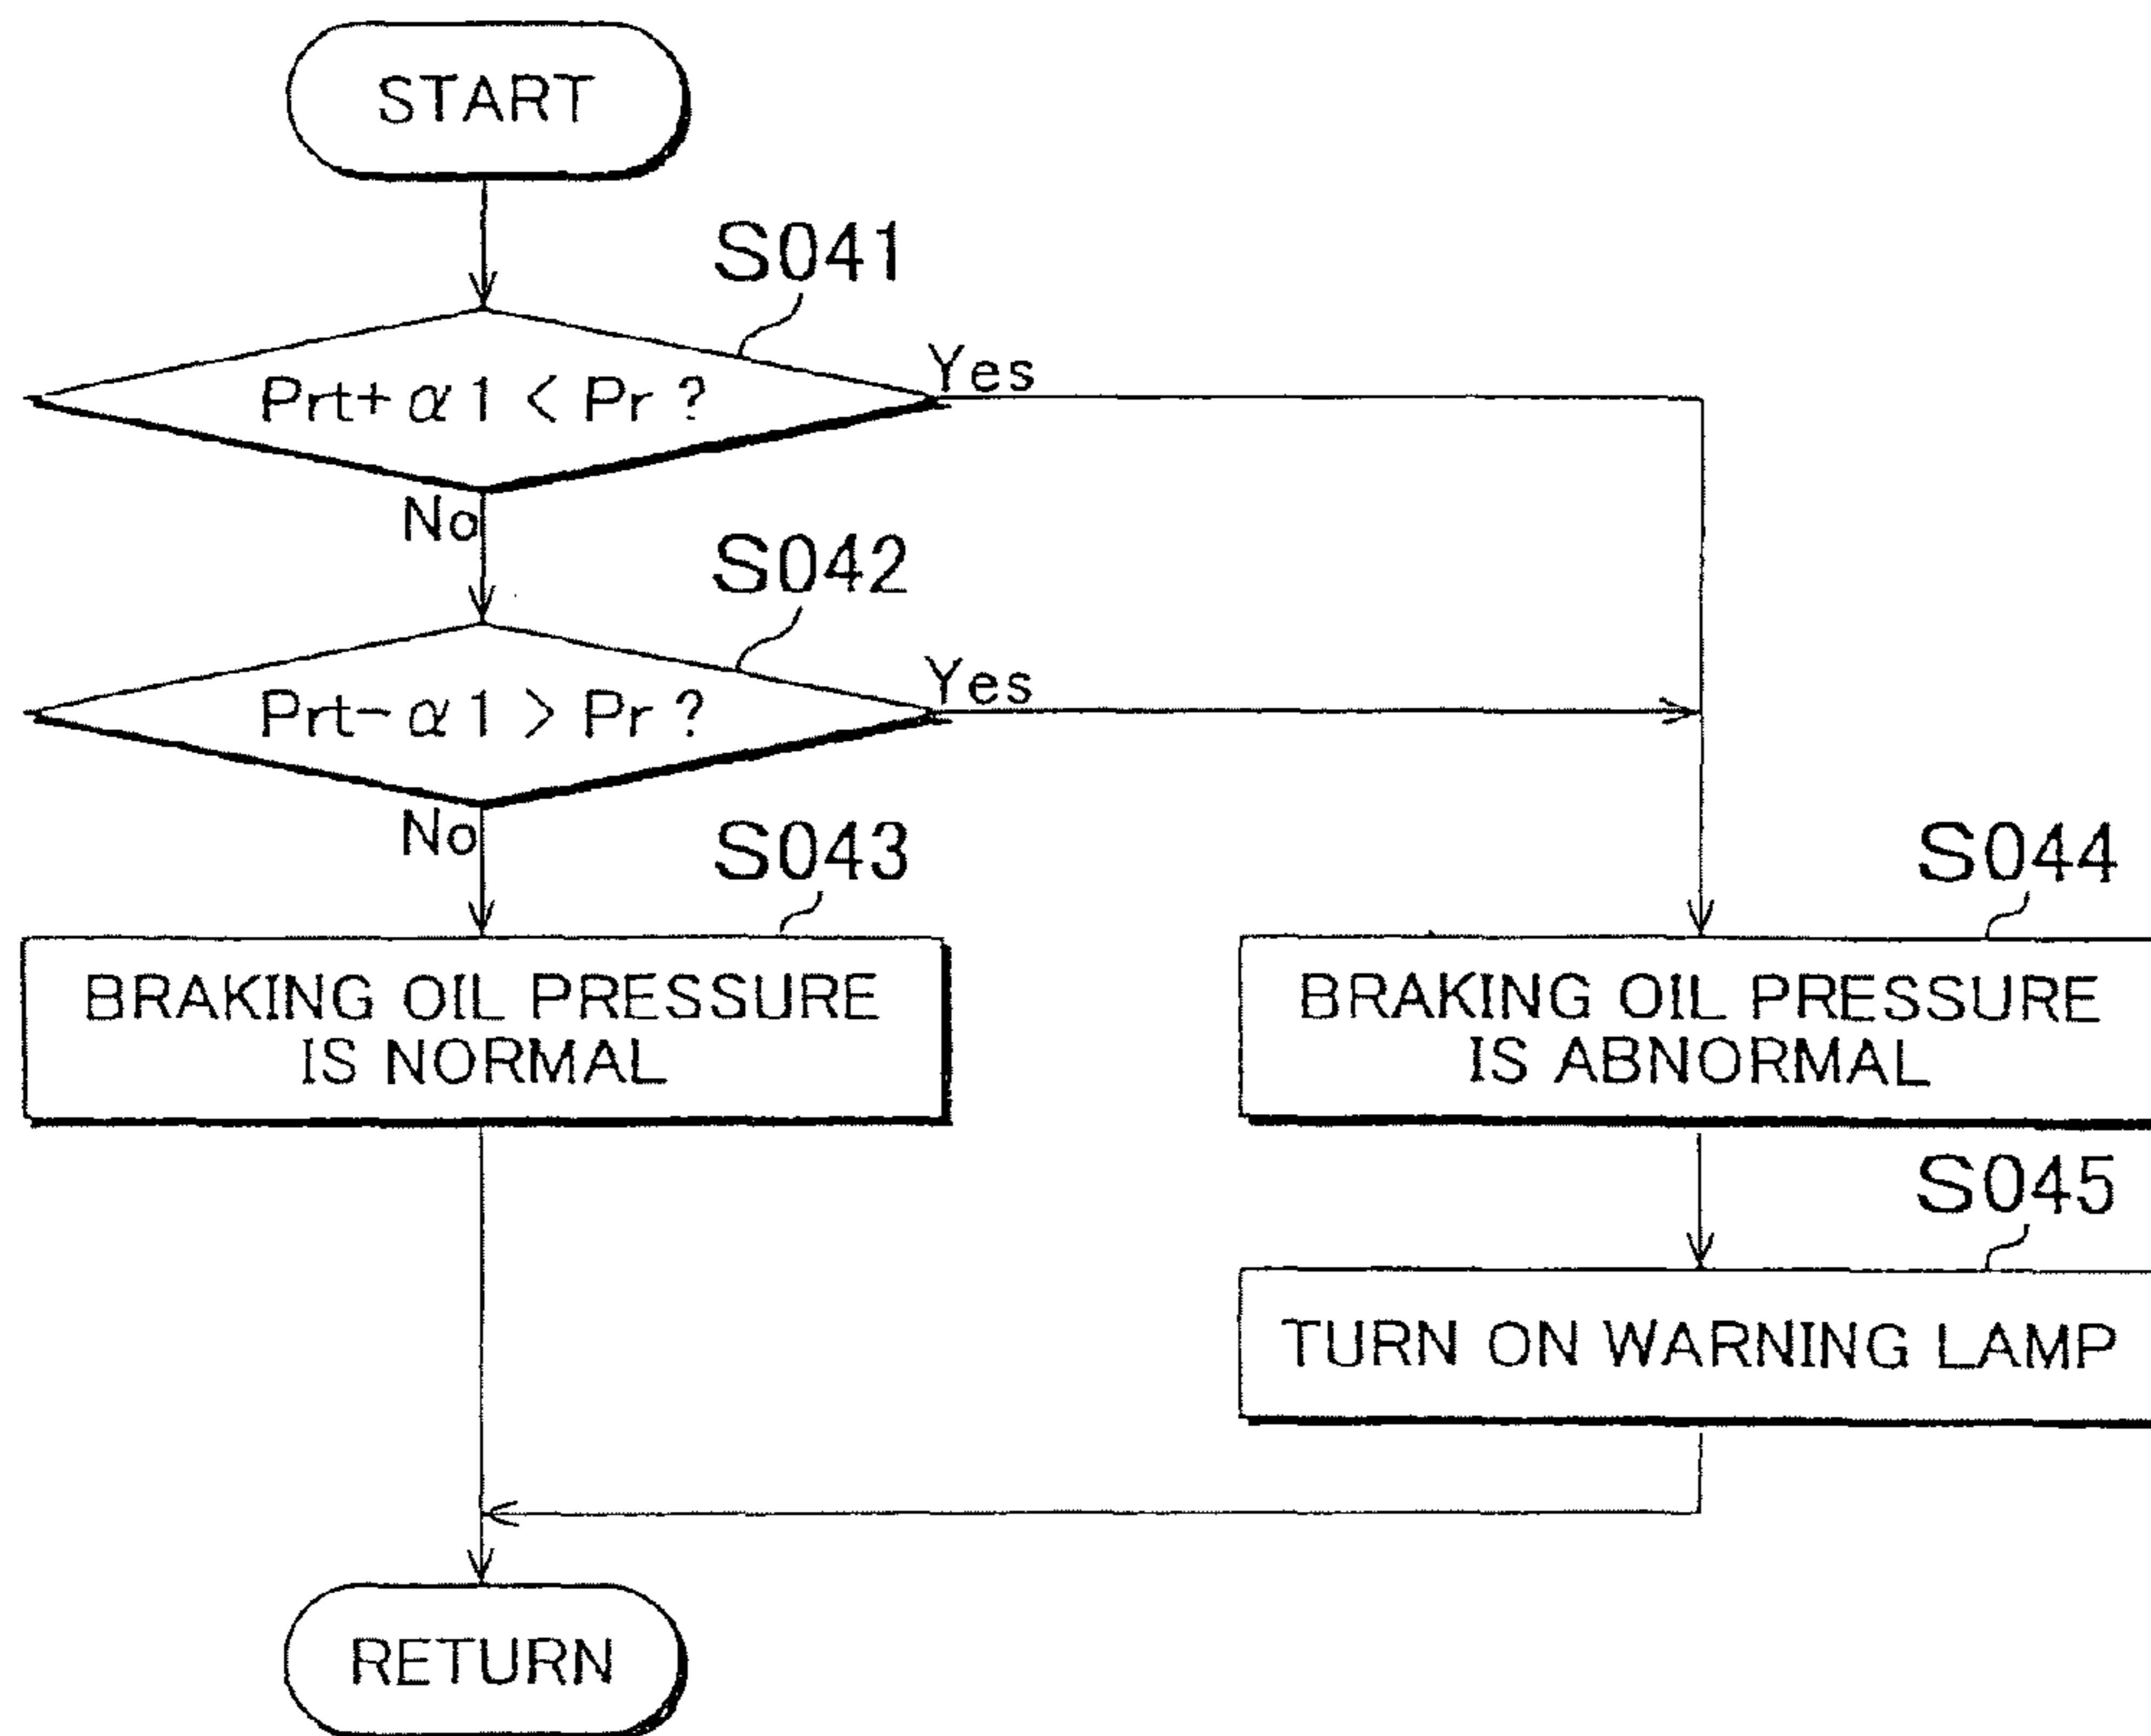 START
S041
Prt+α1 < Pr ?
Yes
No
S042
Prt-α1 > Pr ?
Yes
No
S043
S044
BRAKING OIL PRESSURE
IS NORMAL
BRAKING OIL PRESSURE
IS ABNORMAL
S045
TURN ON WARNING LAMP
RETURN